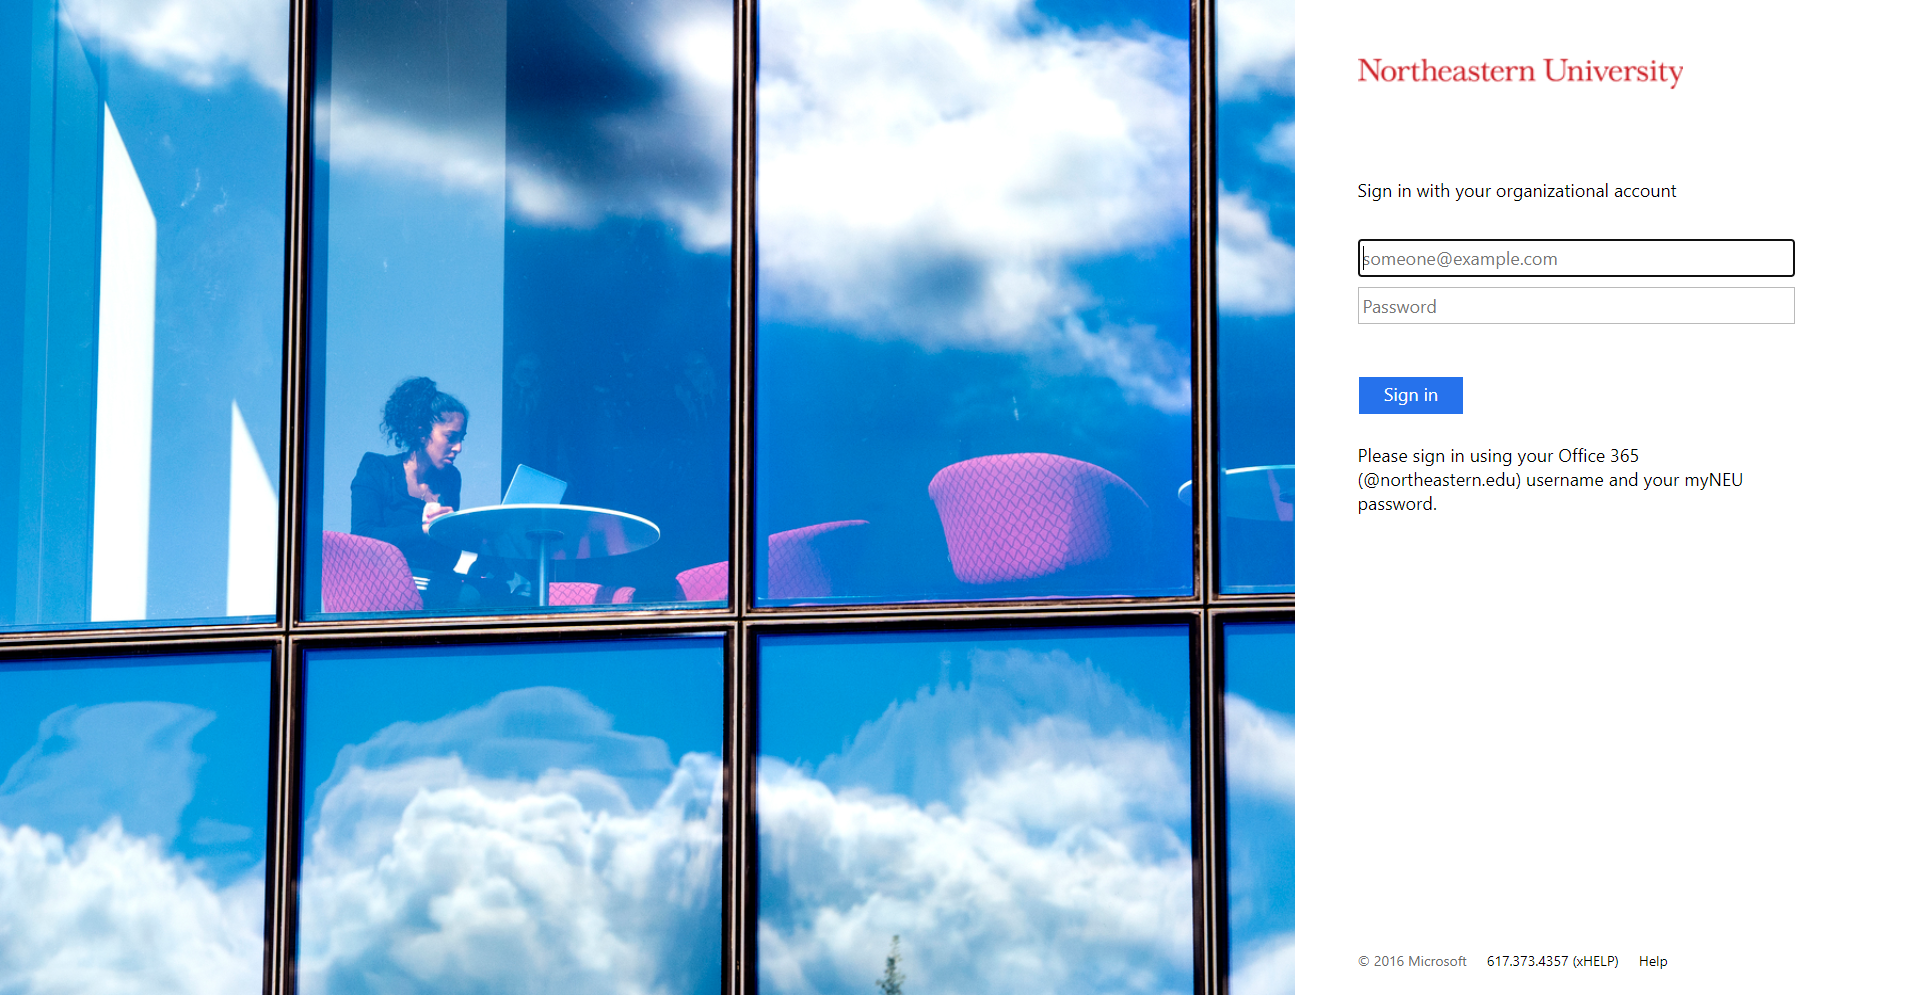 Northeastern University
Sign in with your organizational account
someone@example.com
Password
Sign in
Please sign in using your Office 365
(@northeastern.edu) username and your myNEU
password.
© 2016 Microsoft 617.373.4357 (xHELP) Help